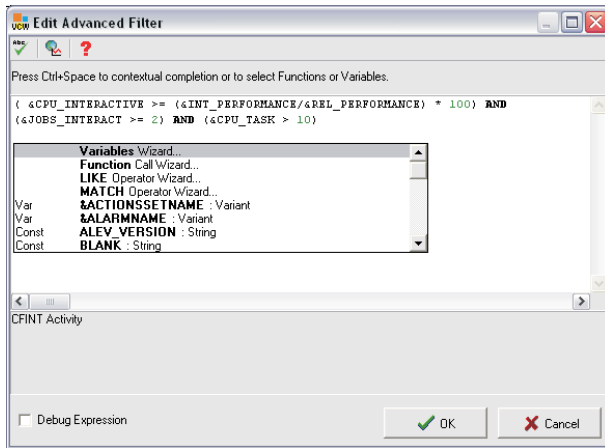 VCW Edit Advanced Filter
Abc ?
Press Ctrl+Space to contextual completion or to select Functions or Variables.
( &CPU_INTERACTIVE >= (&INT_PERFORMANCE/&REL_PERFORMANCE) * 100) AND
(&JOBS_INTERACT >= 2) AND (&CPU_TASK > 10)
Variables Wizard...
Function Call Wizard...
LIKE Operator Wizard...
MATCH Operator Wizard...
Var &ACTIONSSETNAME : Variant
Var &ALARMNAME : Variant
Const ALEV_VERSION : String
Const BLANK : String
CFINT Activity
Debug Expression
OK
Cancel